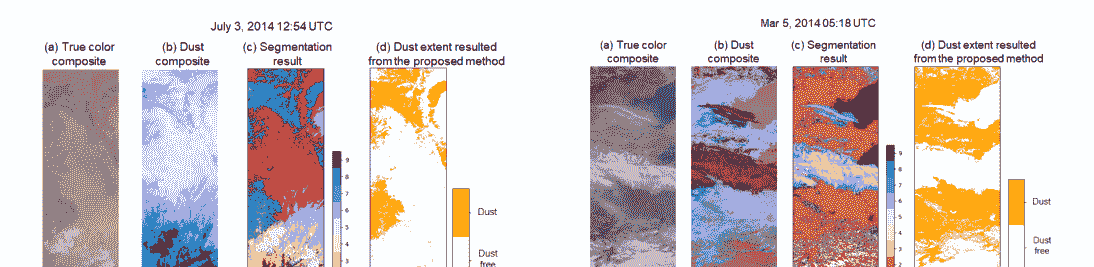 July 3, 2014 12:54 UTC
(a) True color composite
(b) Dust composite
(c) Segmentation result
(d) Dust extent resulted from the proposed method
9
8
7
6
5
4
3
Dust
Dust free
Mar 5, 2014 05:18 UTC
(a) True color composite
(b) Dust composite
(c) Segmentation result
(d) Dust extent resulted from the proposed method
9
8
7
6
5
4
3
2
Dust
Dust free